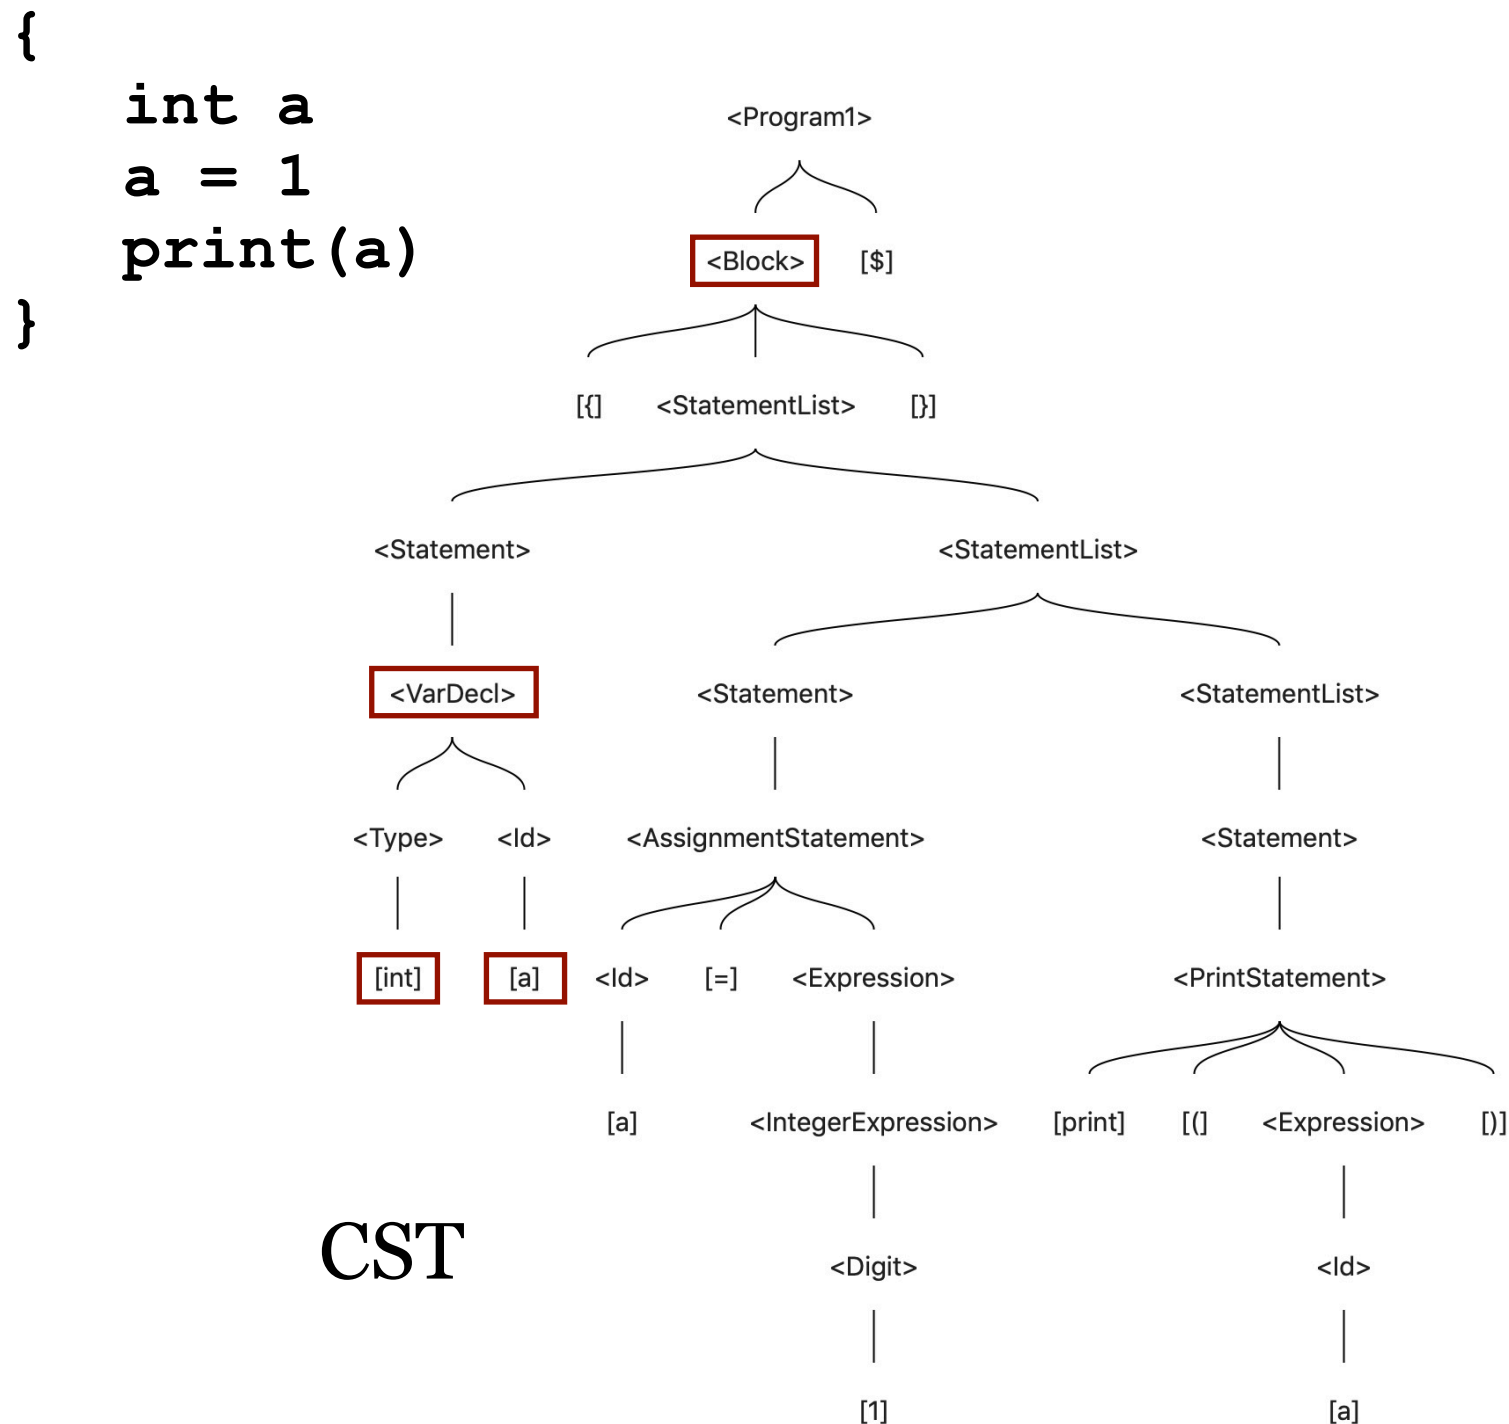 {
int a
a = 1
print(a)
}
<Program1>
<Block> [$]
[{] <StatementList> [}]
<Statement> <StatementList>
<VarDecl> <Statement> <StatementList>
<Type> <Id> <AssignmentStatement> <Statement>
[int] [a] <Id> [=] <Expression> <PrintStatement>
[a] <IntegerExpression> [print] [(] <Expression> [)]
CST
<Digit> <Id>
[1] [a]